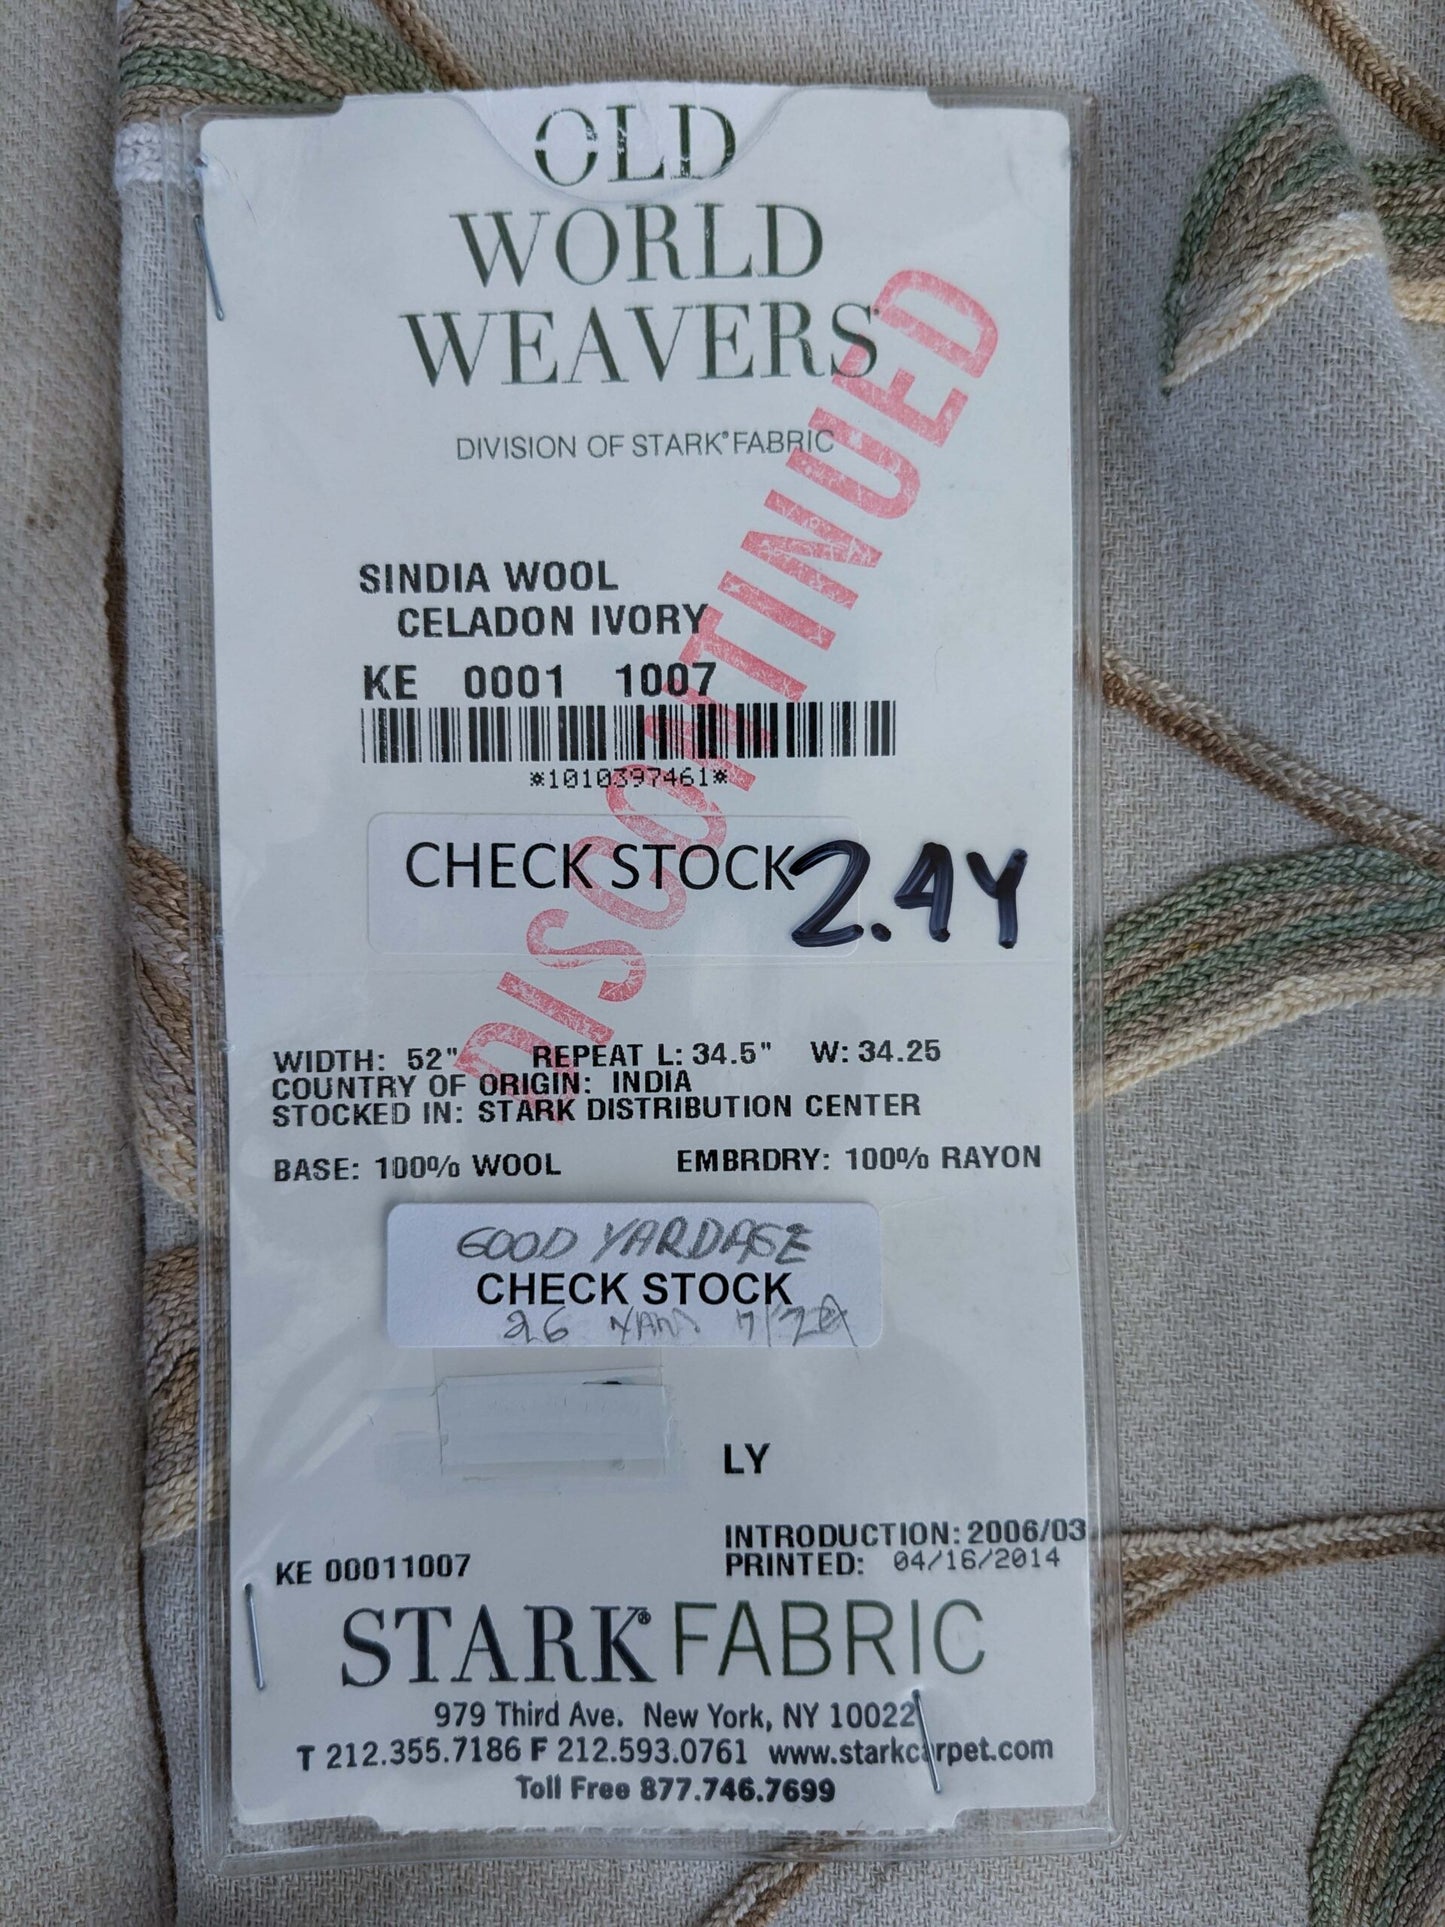 OLD
WORLD
WEAVERS
DIVISION OF STARK® FABRIC
DISCONTINUED
SINDIA WOOL
CELADON IVORY
KE 0001 1007
*1010397461*
CHECK STOCK 2.4Y
WIDTH: 52" REPEAT L: 34.5" W: 34.25
COUNTRY OF ORIGIN: INDIA
STOCKED IN: STARK DISTRIBUTION CENTER
BASE: 100% WOOL EMBRDRY: 100% RAYON
GOOD YARDAGE
CHECK STOCK
26
LY
INTRODUCTION: 2006/03
KE 00011007 PRINTED: 04/16/2014
STARK® FABRIC
979 Third Ave. New York, NY 10022
T 212.355.7186 F 212.593.0761 www.starkcarpet.com
Toll Free 877.746.7699